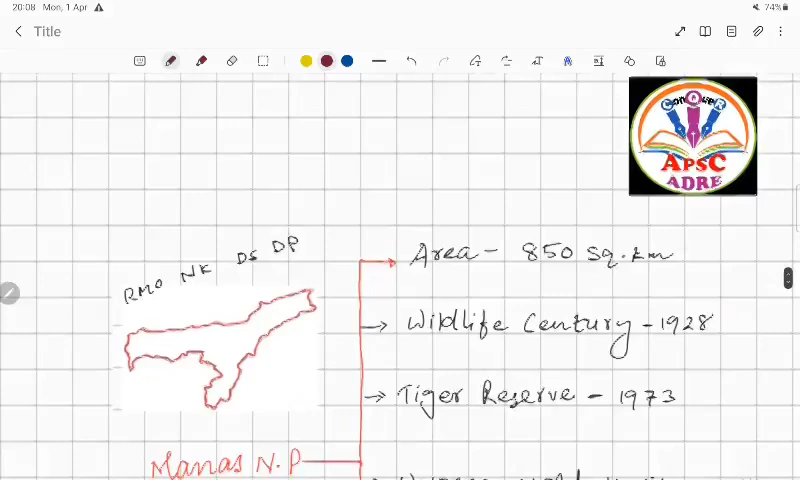 20:08 Mon, 1 Apr
74%
Title
ConQueR
APSC
ADRE
RMO NK DS DP
Area - 850 sq.km
Wildlife Century - 1928
Tiger Reserve - 1973
Manas N.P